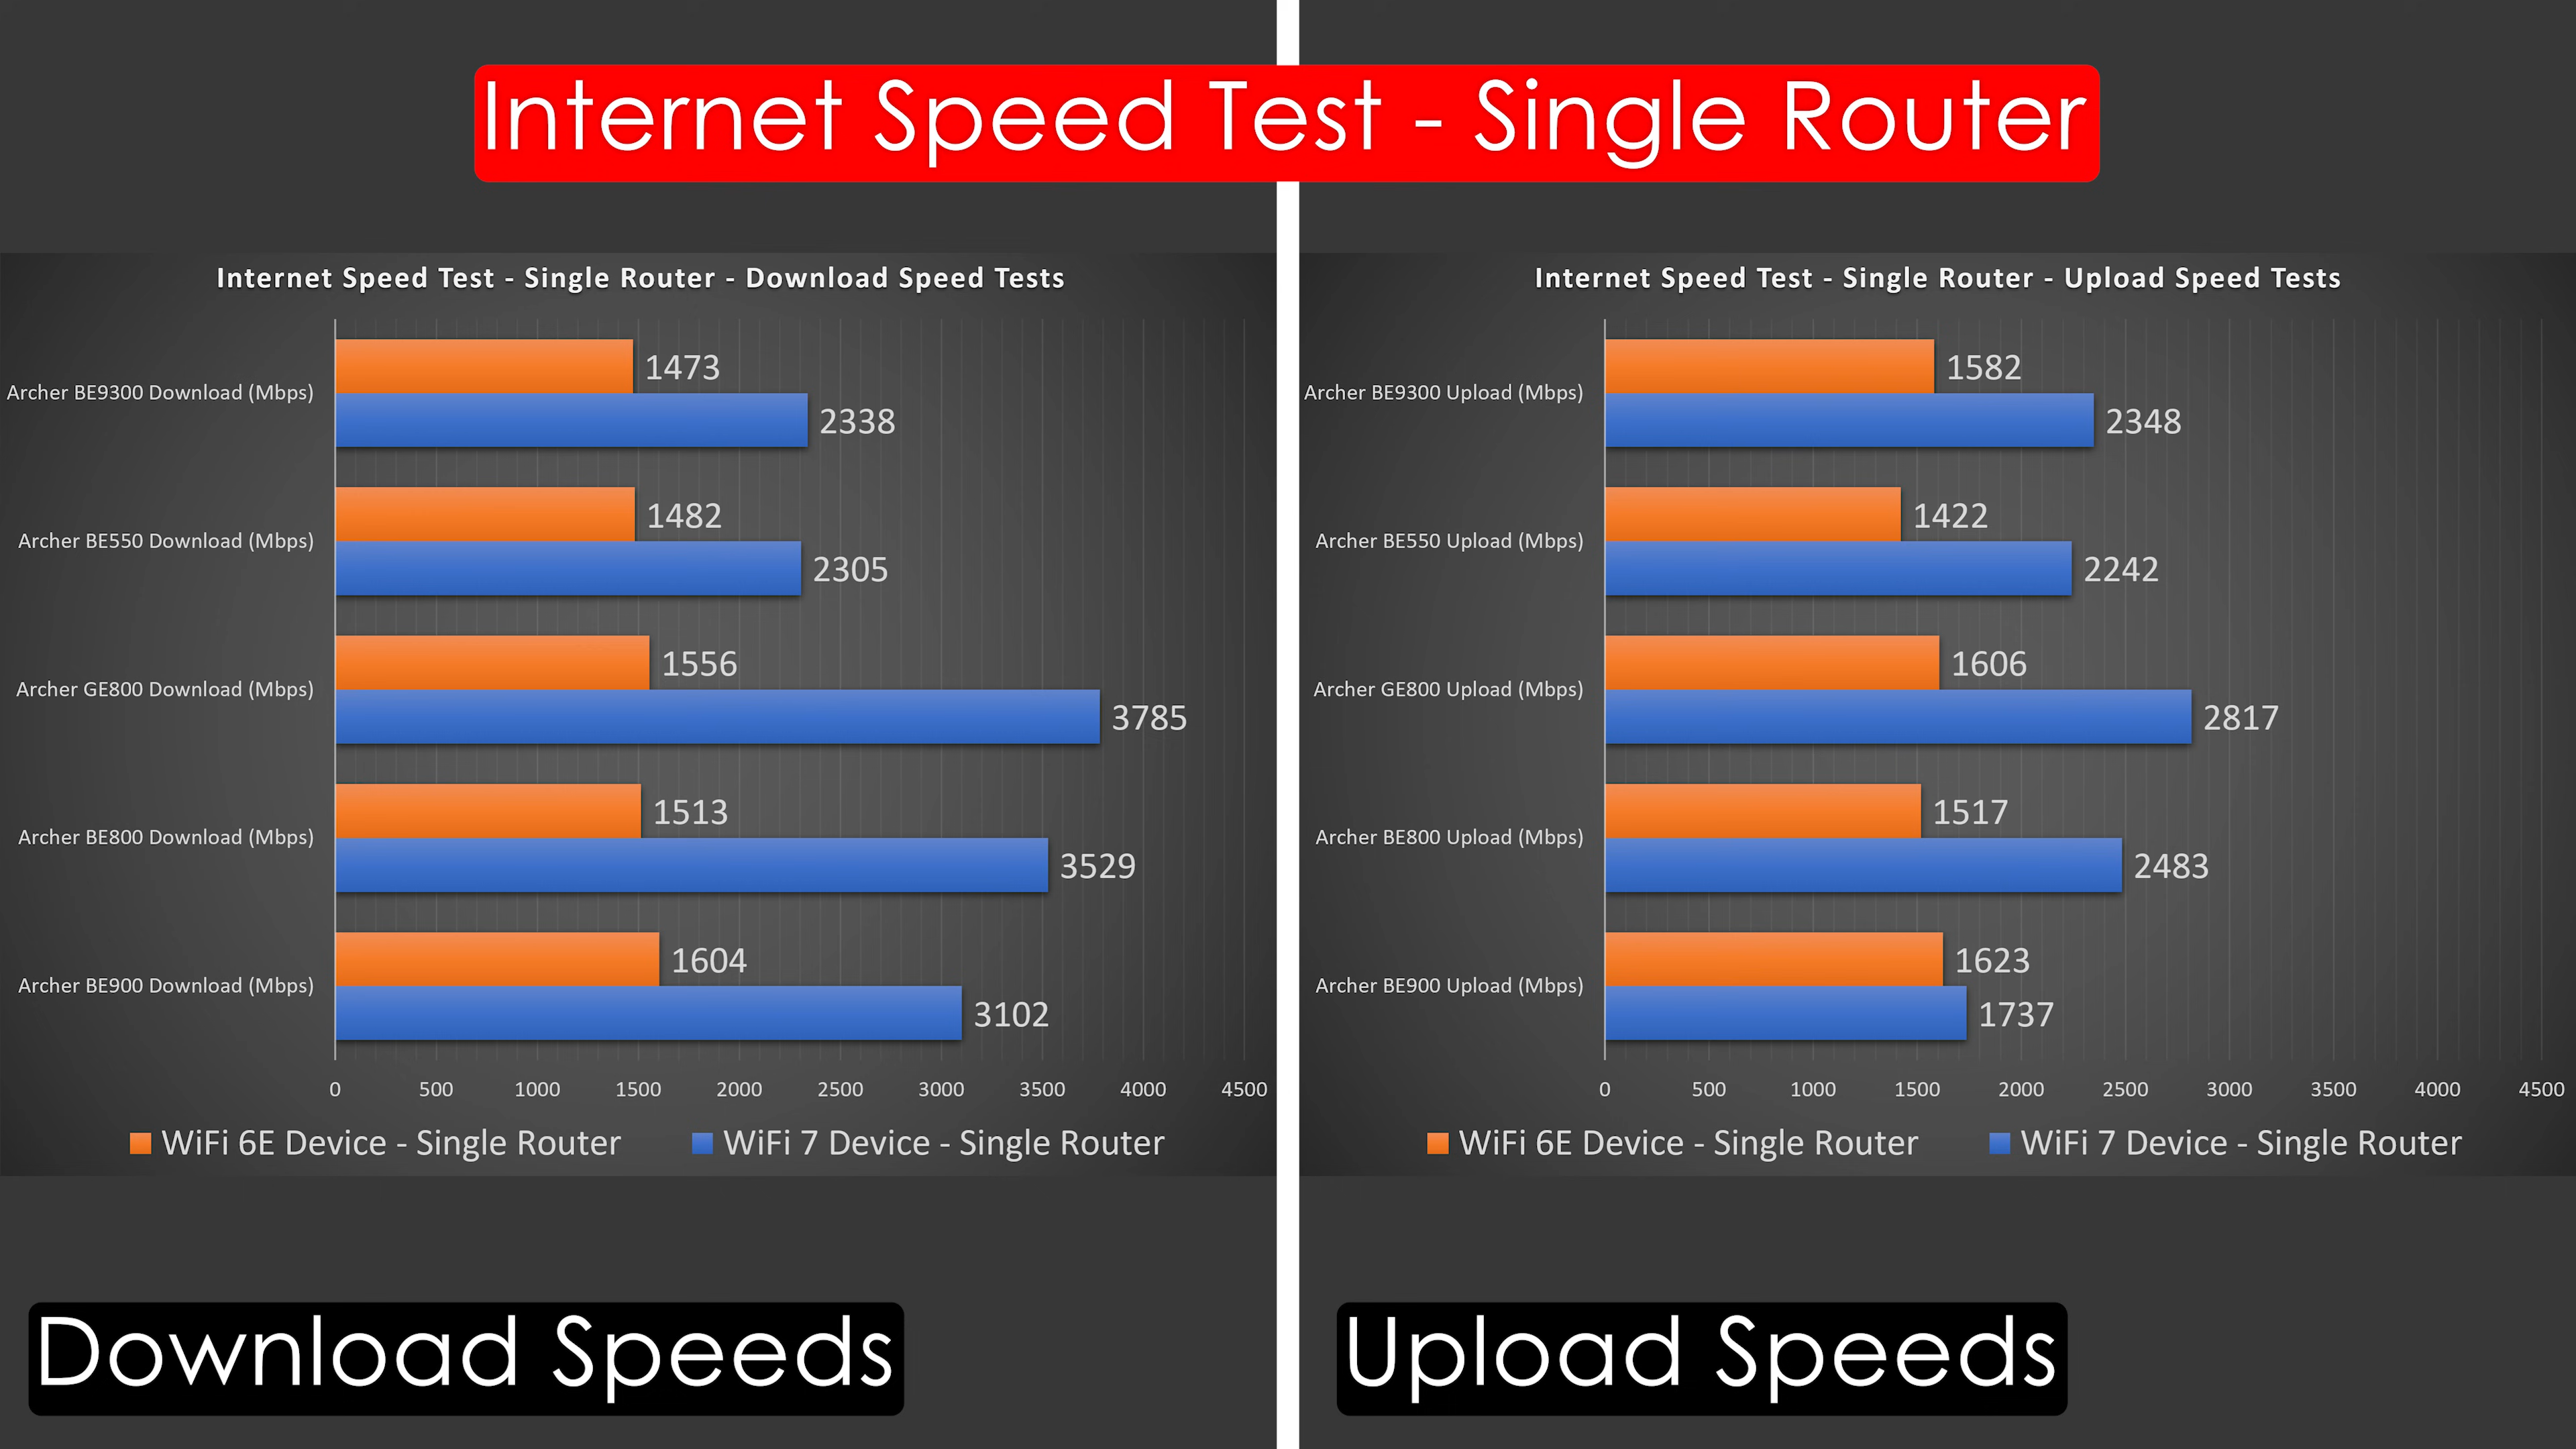 Internet Speed Test - Single Router
Internet Speed Test - Single Router - Download Speed Tests
Archer BE9300 Download (Mbps)
1473
2338
Archer BE550 Download (Mbps)
1482
2305
Archer GE800 Download (Mbps)
1556
3785
Archer BE800 Download (Mbps)
1513
3529
Archer BE900 Download (Mbps)
1604
3102
0 500 1000 1500 2000 2500 3000 3500 4000 4500
WiFi 6E Device - Single Router WiFi 7 Device - Single Router
Download Speeds
Internet Speed Test - Single Router - Upload Speed Tests
Archer BE9300 Upload (Mbps)
1582
2348
Archer BE550 Upload (Mbps)
1422
2242
Archer GE800 Upload (Mbps)
1606
2817
Archer BE800 Upload (Mbps)
1517
2483
Archer BE900 Upload (Mbps)
1623
1737
0 500 1000 1500 2000 2500 3000 3500 4000 4500
WiFi 6E Device - Single Router WiFi 7 Device - Single Router
Upload Speeds